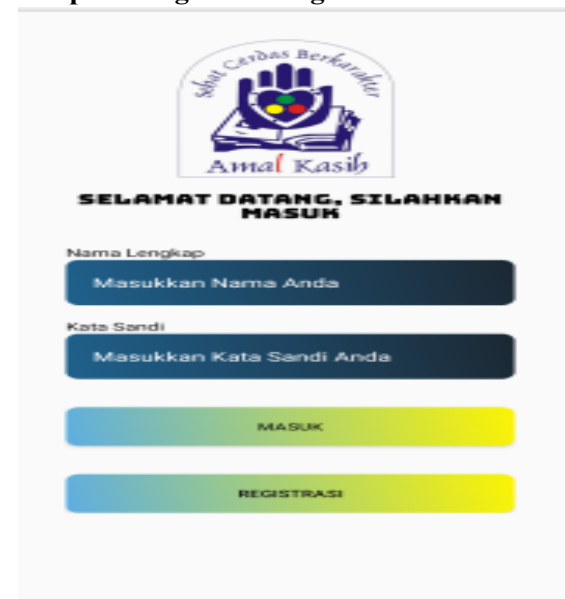 Sehat Cerdas Berkarakter
Amal Kasih
SELAMAT DATANG, SILAHKAN
MASUK
Nama Lengkap
Masukkan Nama Anda
Kata Sandi
Masukkan Kata Sandi Anda
MASUK
REGISTRASI